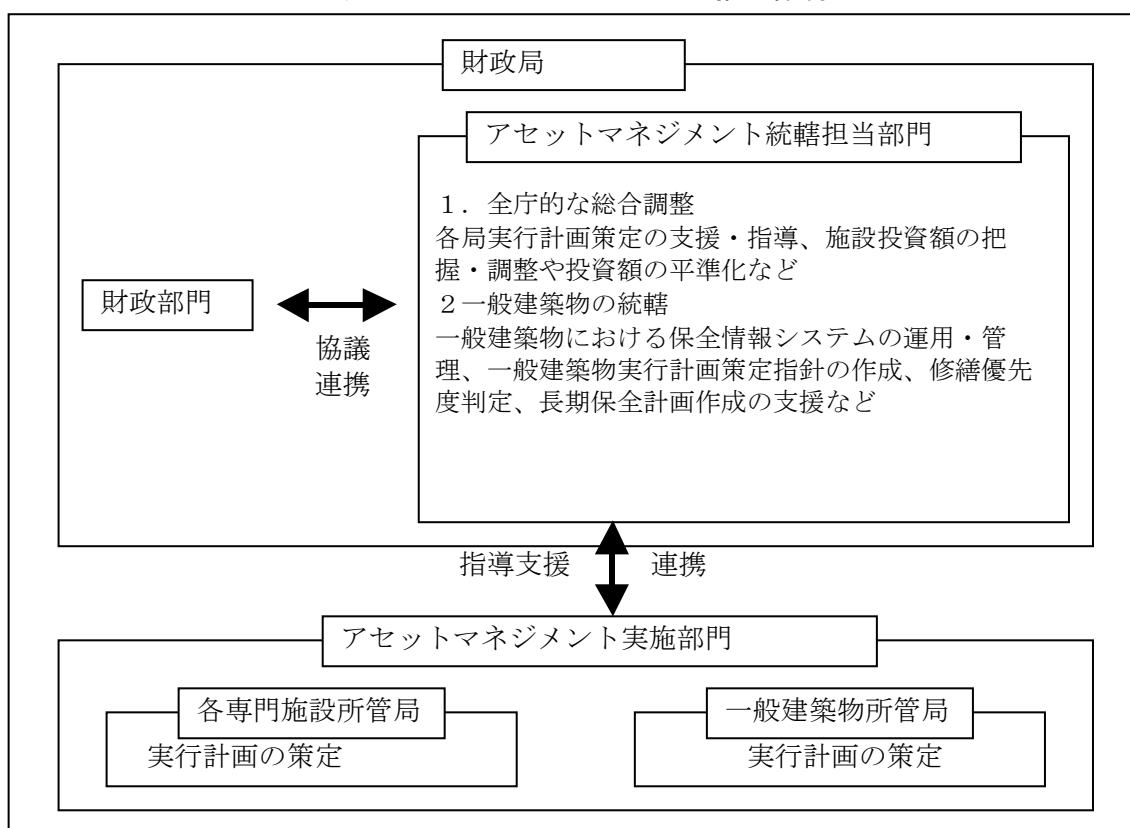 財政局
アセットマネジメント統轄担当部門
１．全庁的な総合調整
各局実行計画策定の支援・指導、施設投資額の把
握・調整や投資額の平準化など
２一般建築物の統轄
一般建築物における保全情報システムの運用・管
理、一般建築物実行計画策定指針の作成、修繕優先
度判定、長期保全計画作成の支援など
財政部門
協議
連携
指導支援 連携
アセットマネジメント実施部門
各専門施設所管局
実行計画の策定
一般建築物所管局
実行計画の策定